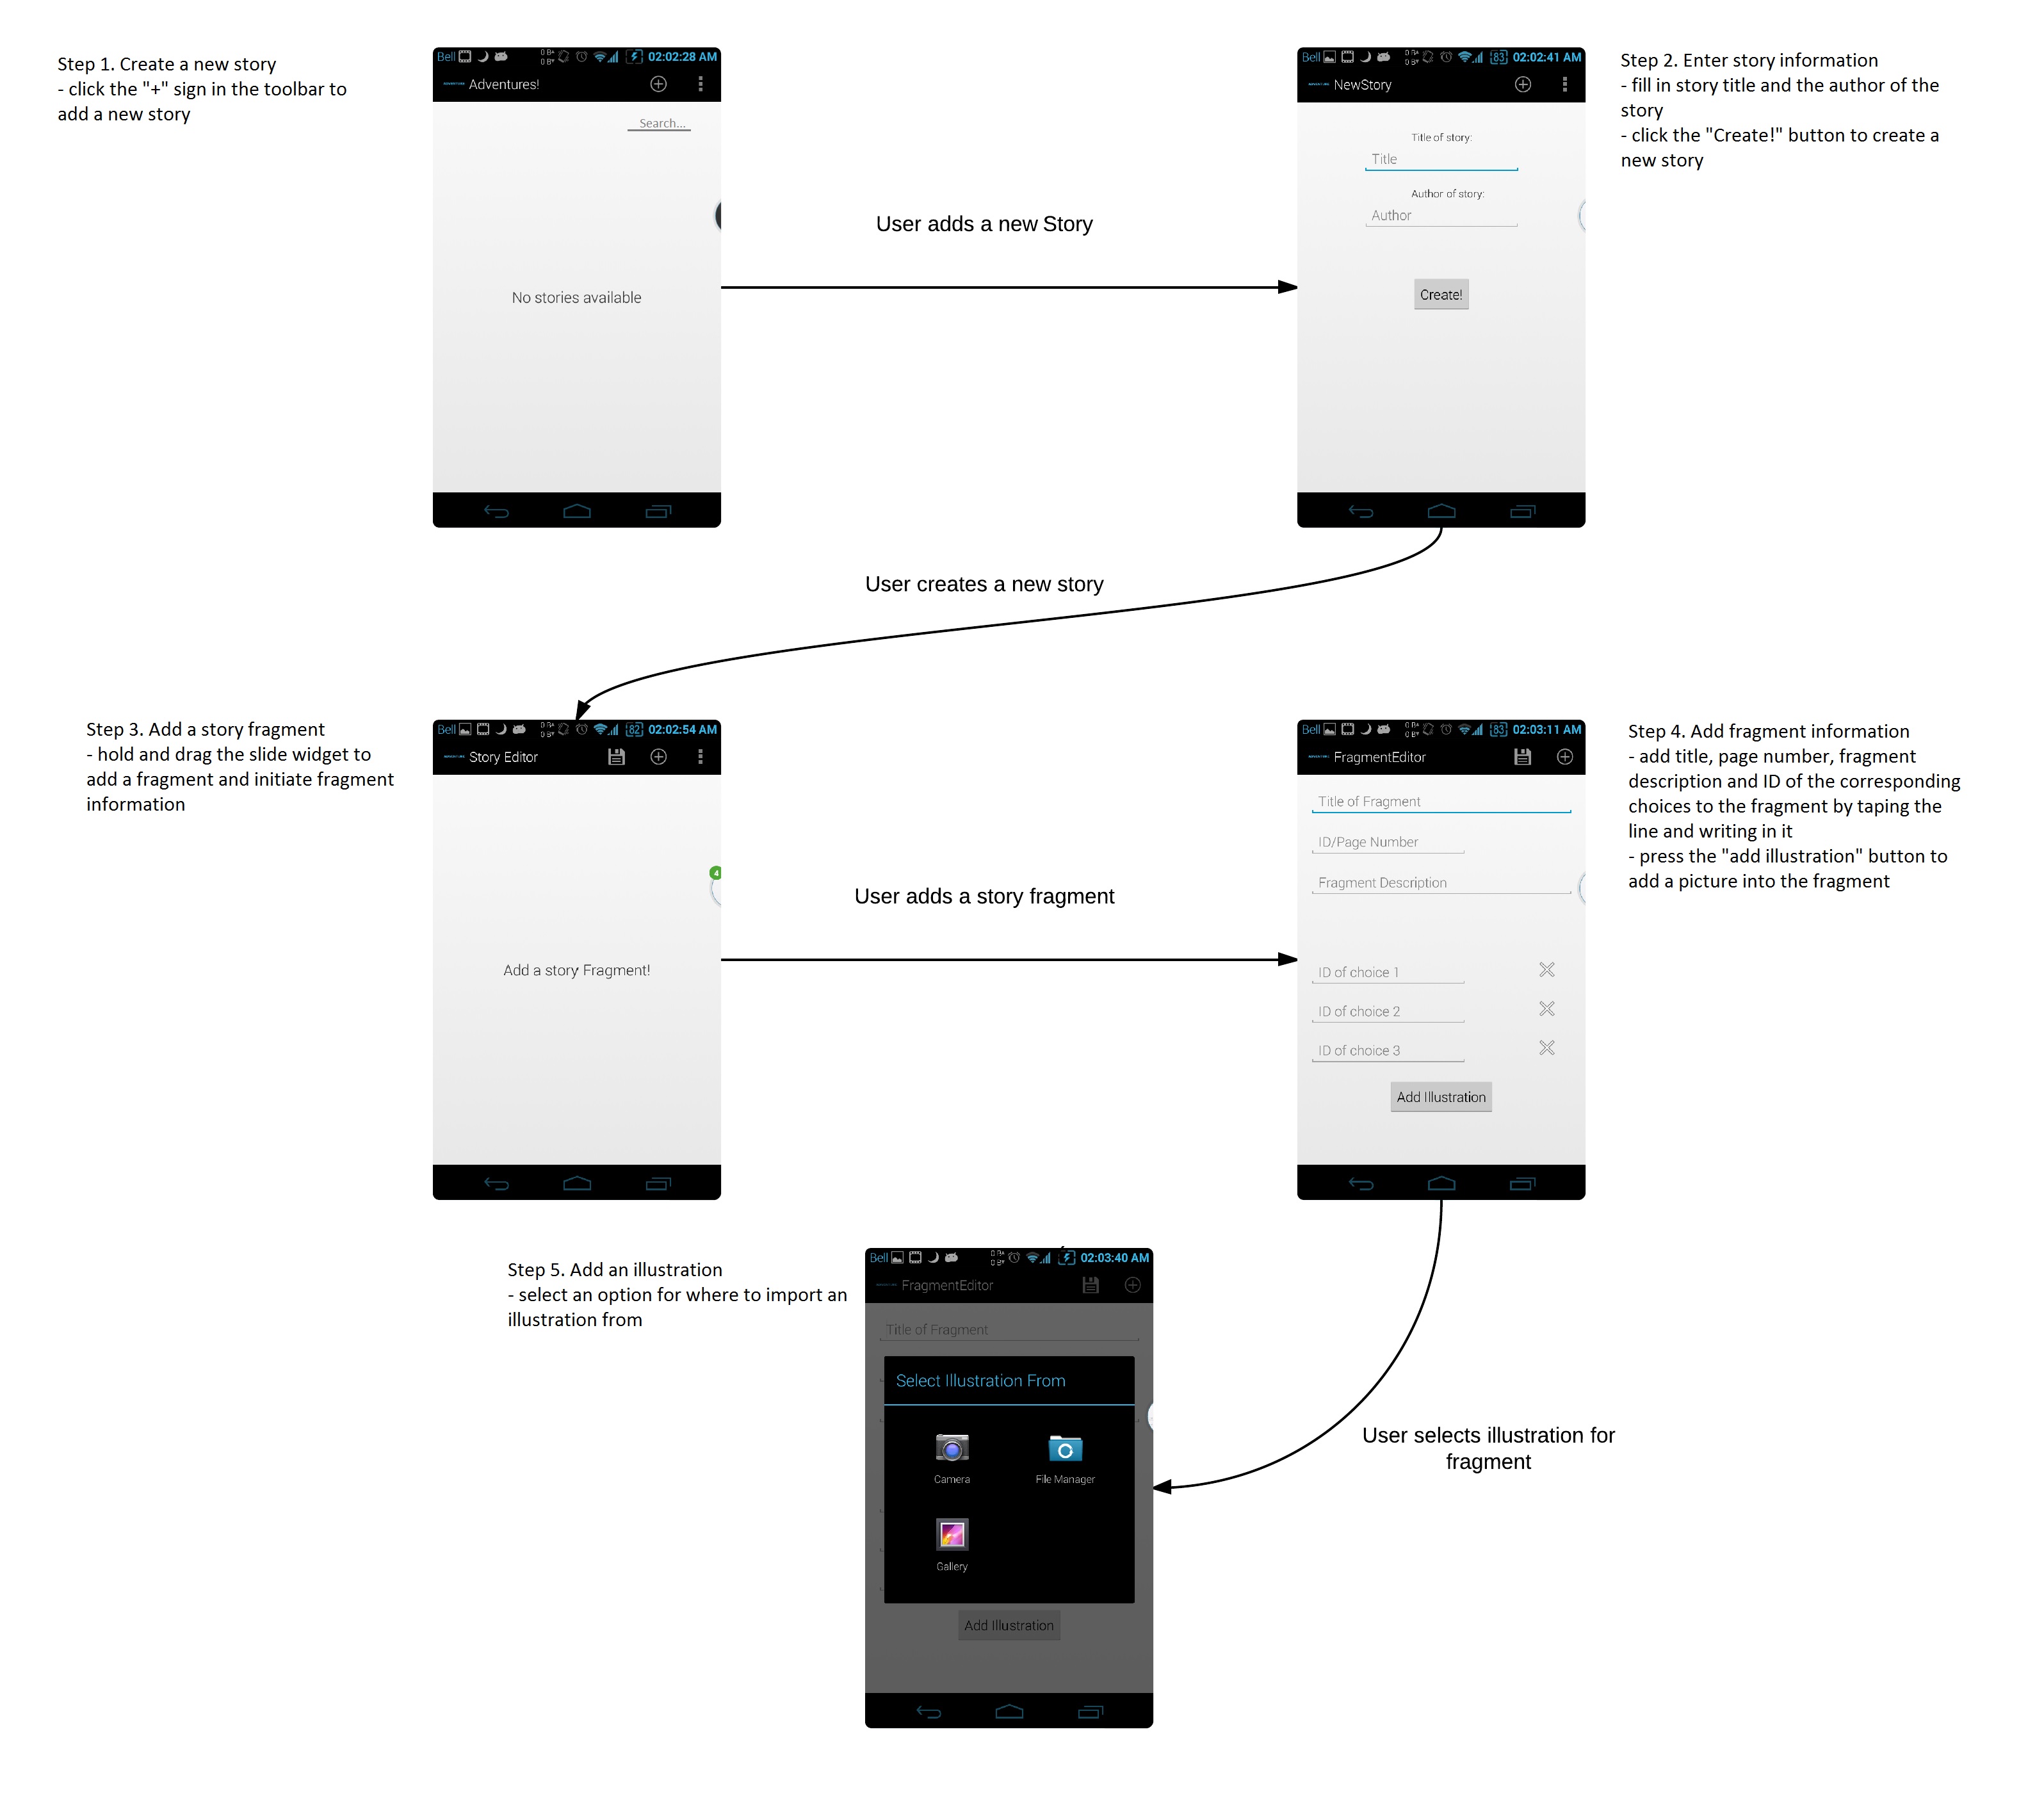 Step 1. Create a new story
- click the "+" sign in the toolbar to
add a new story
Bell 02:02:28 AM
Adventures!
Search...
No stories available
User adds a new Story
Bell 83 02:02:41 AM
NewStory
Title of story:
Title
Author of story:
Author
Create!
Step 2. Enter story information
- fill in story title and the author of the
story
- click the "Create!" button to create a
new story
User creates a new story
Step 3. Add a story fragment
- hold and drag the slide widget to
add a fragment and initiate fragment
information
Bell 82 02:02:54 AM
Story Editor
4
Add a story Fragment!
User adds a story fragment
Bell 83 02:03:11 AM
FragmentEditor
Title of Fragment
ID/Page Number
Fragment Description
ID of choice 1
ID of choice 2
ID of choice 3
Add Illustration
Step 4. Add fragment information
- add title, page number, fragment
description and ID of the corresponding
choices to the fragment by taping the
line and writing in it
- press the "add illustration" button to
add a picture into the fragment
Step 5. Add an illustration
- select an option for where to import an
illustration from
Bell 02:03:40 AM
FragmentEditor
Title of Fragment
Select Illustration From
Camera
File Manager
Gallery
Add Illustration
User selects illustration for
fragment